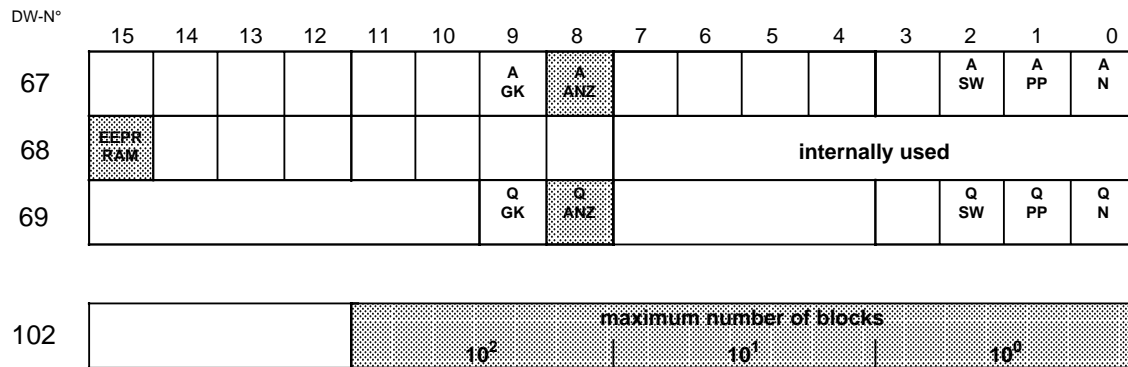 DW-N°
15 14 13 12 11 10 9 8 7 6 5 4 3 2 1 0
67 A GK A ANZ A SW A PP A N
68 EEPR RAM internally used
69 Q GK Q ANZ Q SW Q PP Q N
102 maximum number of blocks
10² 10¹ 10⁰